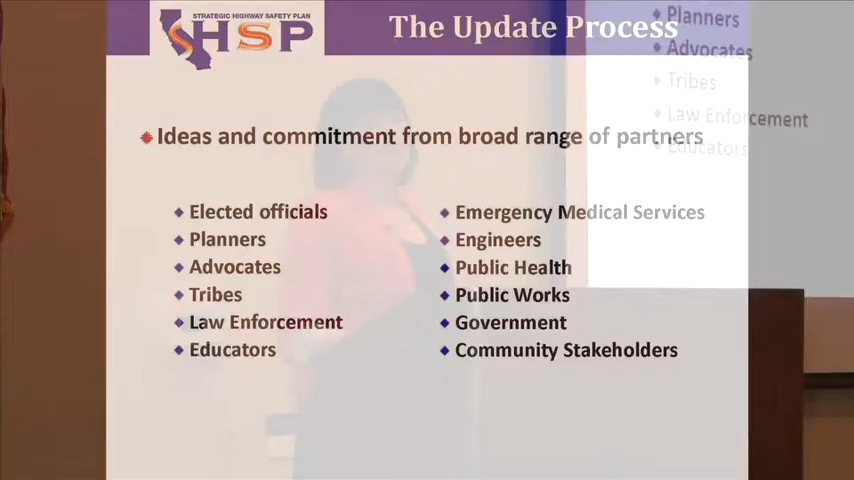 STRATEGIC HIGHWAY SAFETY PLAN
SHSP
The Update Process
Ideas and commitment from broad range of partners
Elected officials
Planners
Advocates
Tribes
Law Enforcement
Educators
Emergency Medical Services
Engineers
Public Health
Public Works
Government
Community Stakeholders
Planners
Advocates
Tribes
Law Enforcement
Educators